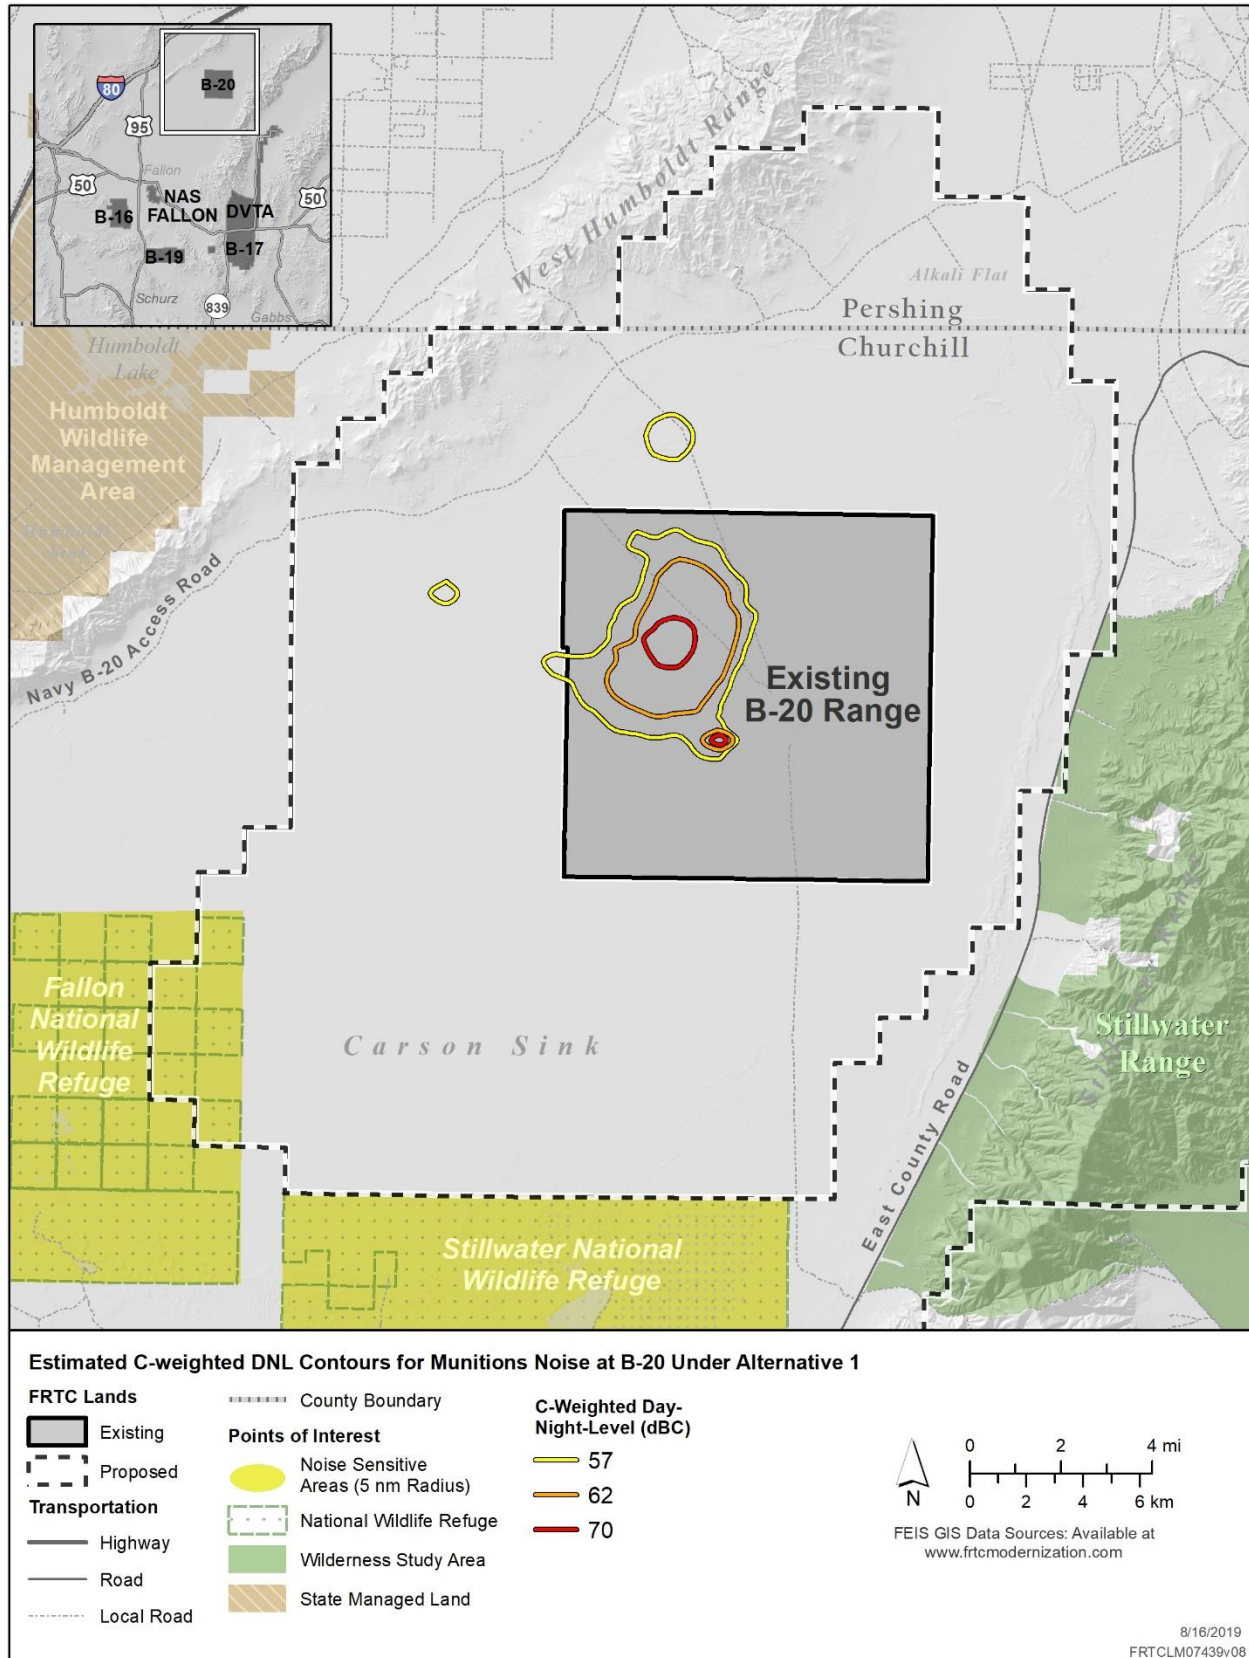 80
B-20
95
Fallon
50
NAS
FALLON
DVTA
50
B-16
B-19
B-17
Schurz
839
Gabbs
West Humboldt Range
Alkali Flat
Pershing
Churchill
Humboldt
Lake
Humboldt
Wildlife
Management
Area
Humboldt
Sink
Navy B-20 Access Road
Existing
B-20 Range
Fallon
National
Wildlife
Refuge
Carson Sink
Stillwater
Range
Stillwater Range
East County Road
Stillwater National
Wildlife Refuge
Estimated C-weighted DNL Contours for Munitions Noise at B-20 Under Alternative 1
FRTC Lands
Existing
Proposed
Transportation
Highway
Road
Local Road
County Boundary
Points of Interest
Noise Sensitive
Areas (5 nm Radius)
National Wildlife Refuge
Wilderness Study Area
State Managed Land
C-Weighted Day-
Night-Level (dBC)
57
62
70
N
0 2 4 mi
0 2 4 6 km
FEIS GIS Data Sources: Available at
www.frtcmodernization.com
8/16/2019
FRTCLM07439v08